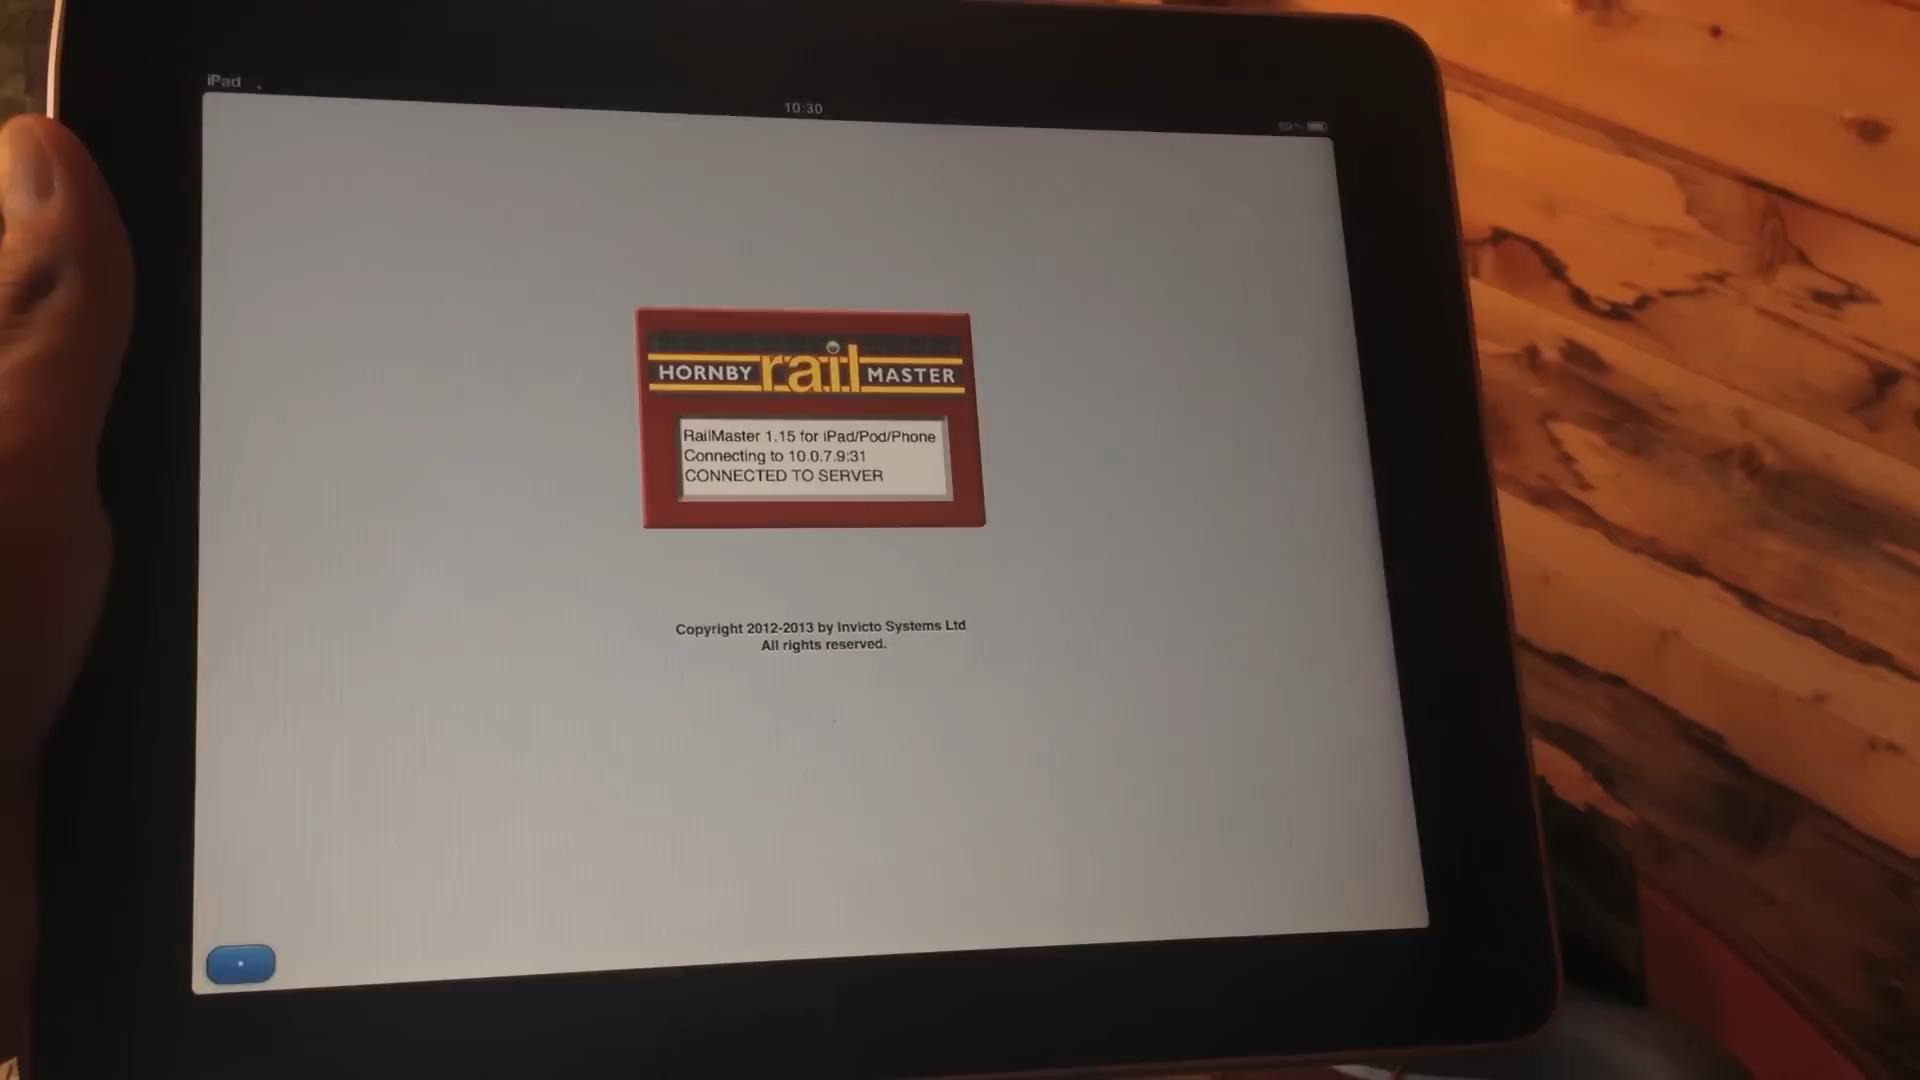 iPad
10:30
HORNBY rail MASTER
RailMaster 1.15 for iPad/Pod/Phone
Connecting to 10.0.7.9:31
CONNECTED TO SERVER
Copyright 2012-2013 by Invicto Systems Ltd
All rights reserved.